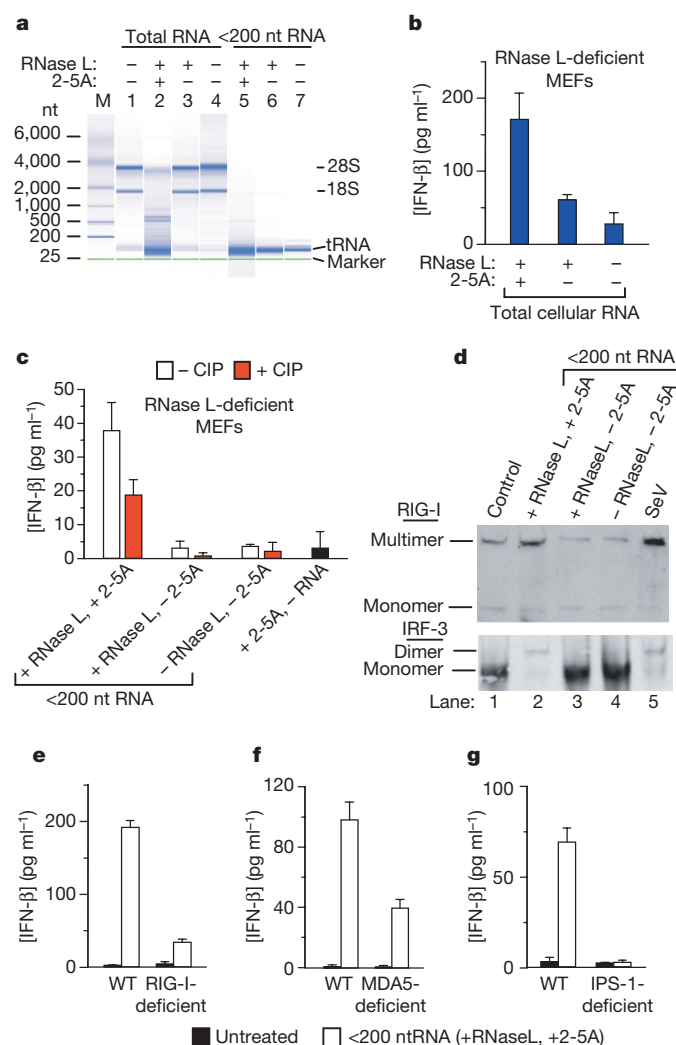 a
Total RNA <200 nt RNA
RNase L: – + + – + + –
2-5A: – + – – + – –
nt M 1 2 3 4 5 6 7
6,000
4,000
2,000
1,000
500
200
25
28S
18S
tRNA
Marker
b
RNase L-deficient
MEFs
[IFN-β] (pg ml⁻¹)
200
100
50
0
RNase L: + + –
2-5A: + – –
Total cellular RNA
c
– CIP + CIP
RNase L-deficient
MEFs
[IFN-β] (pg ml⁻¹)
50
40
30
20
10
5
0
+ RNase L, + 2-5A
+ RNase L, – 2-5A
– RNase L, – 2-5A
+ 2-5A, – RNA
<200 nt RNA
d
<200 nt RNA
Control
+ RNase L, + 2-5A
+ RNaseL, – 2-5A
– RNaseL, – 2-5A
SeV
RIG-I
Multimer
Monomer
IRF-3
Dimer
Monomer
Lane: 1 2 3 4 5
e
[IFN-β] (pg ml⁻¹)
200
100
50
0
WT RIG-I-
deficient
f
[IFN-β] (pg ml⁻¹)
120
80
40
0
WT MDA5-
deficient
g
[IFN-β] (pg ml⁻¹)
100
50
25
0
WT IPS-1-
deficient
Untreated <200 ntRNA (+RNaseL, +2-5A)